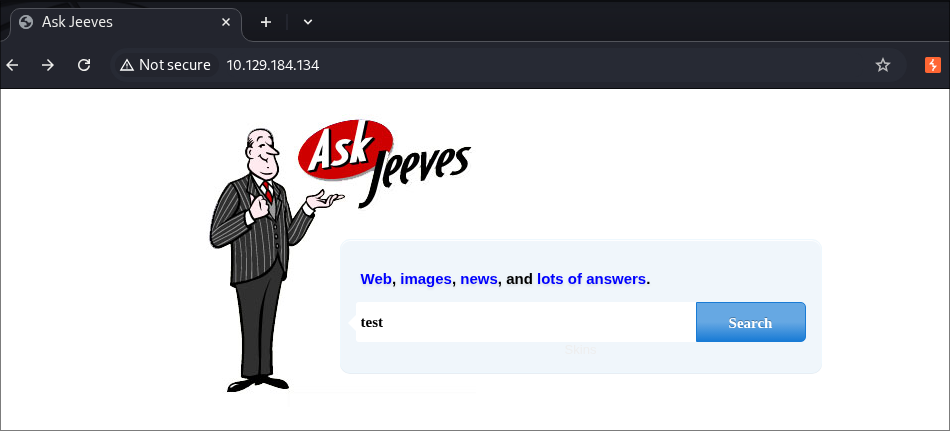 Ask Jeeves
Not secure 10.129.184.134
Ask
Jeeves
Web, images, news, and lots of answers.
test
Search
Skins